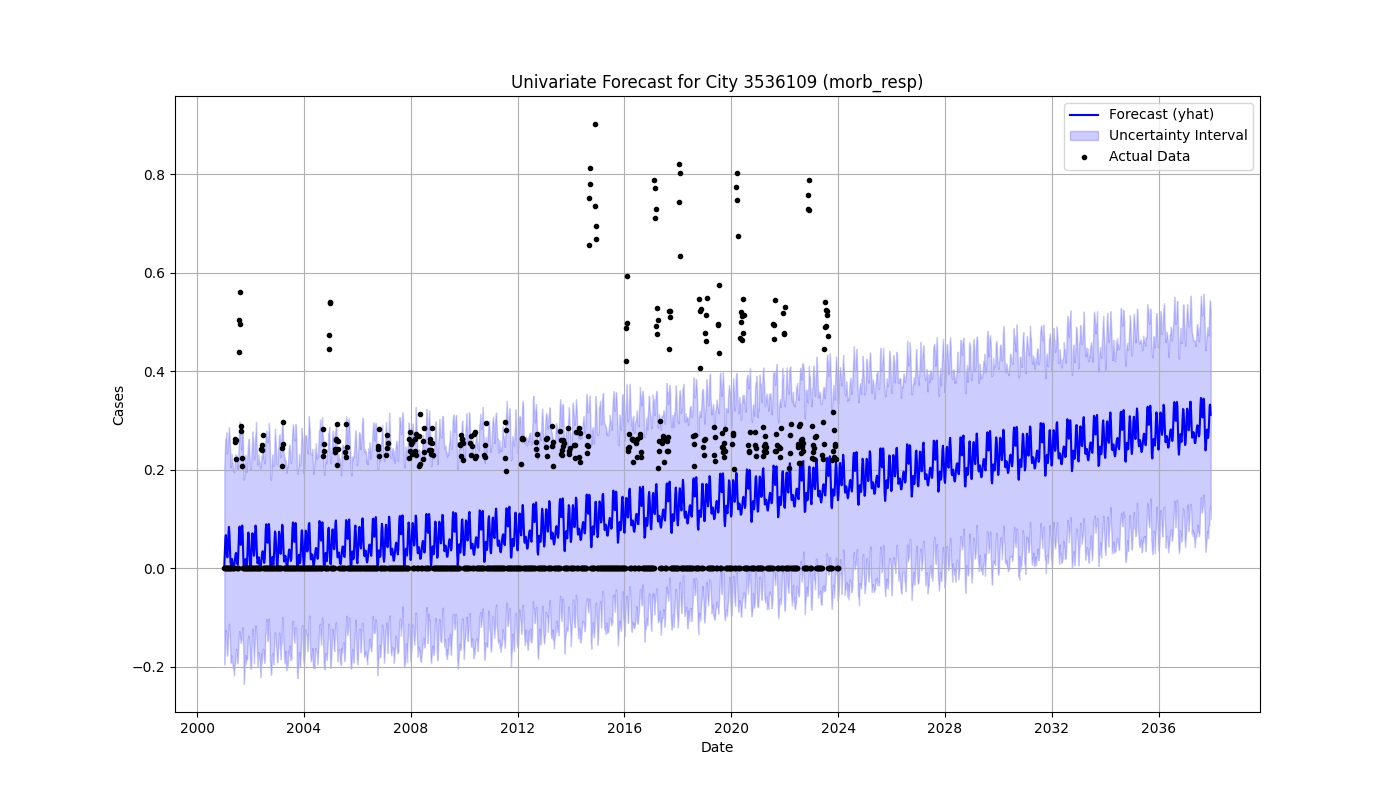 Univariate Forecast for City 3536109 (morb_resp)
Forecast (yhat)
Uncertainty Interval
Actual Data
Cases
0.8
0.6
0.4
0.2
0.0
−0.2
2000 2004 2008 2012 2016 2020 2024 2028 2032 2036
Date